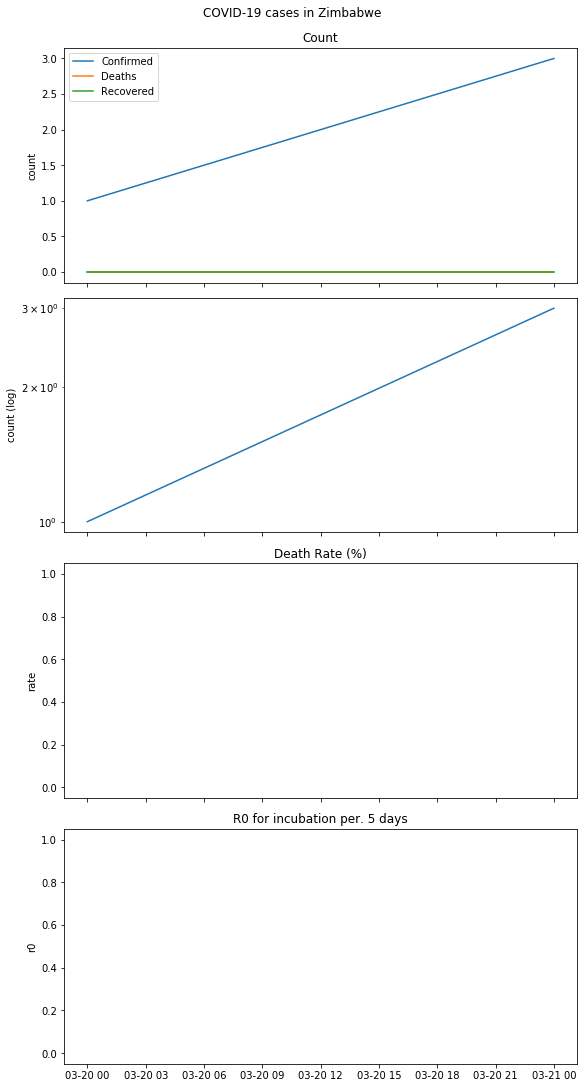 COVID-19 cases in Zimbabwe
Count
Confirmed
Deaths
Recovered
3.0
2.5
2.0
1.5
1.0
0.5
0.0
count
3 × 10⁰
2 × 10⁰
10⁰
count (log)
Death Rate (%)
1.0
0.8
0.6
0.4
0.2
0.0
rate
R0 for incubation per. 5 days
1.0
0.8
0.6
0.4
0.2
0.0
r0
03-20 00 03-20 03 03-20 06 03-20 09 03-20 12 03-20 15 03-20 18 03-20 21 03-21 00